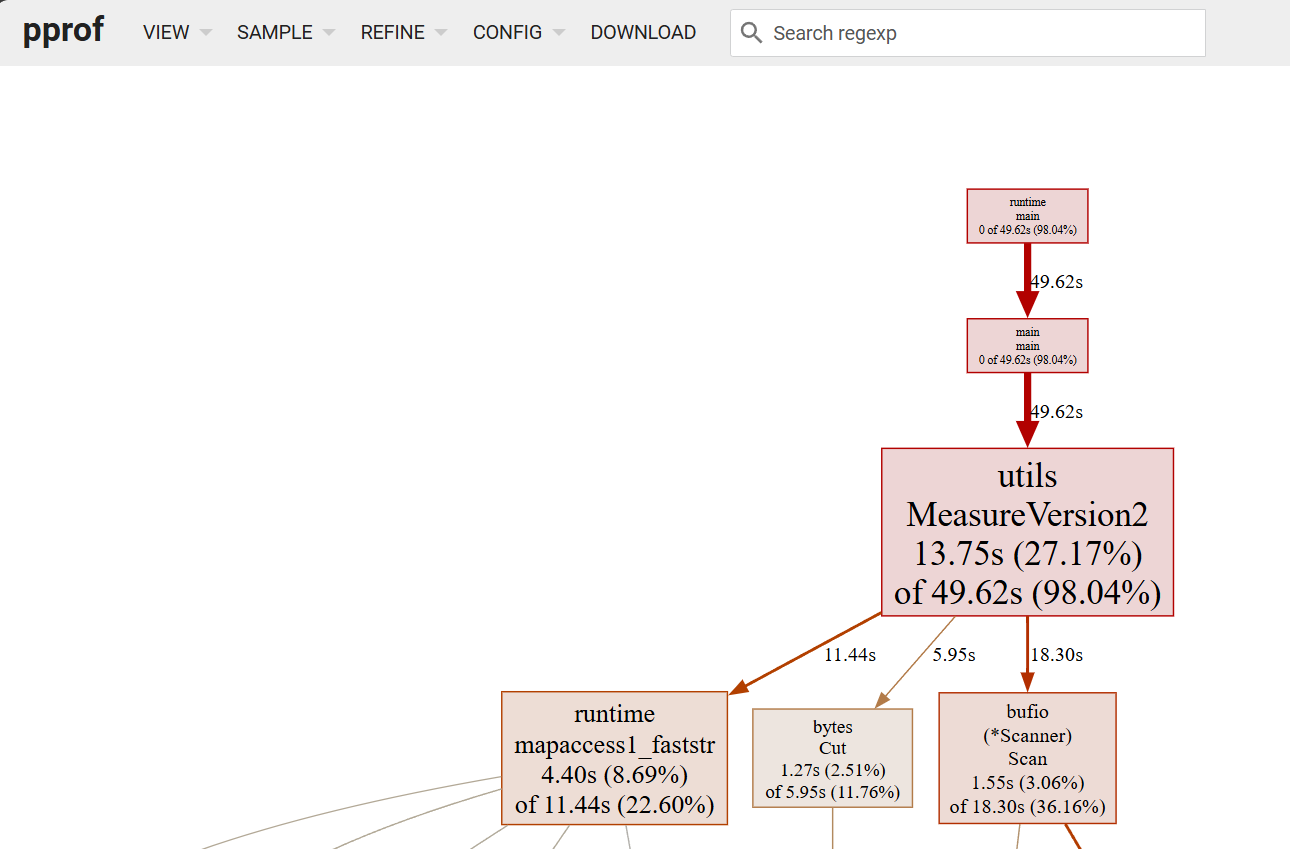 pprof VIEW SAMPLE REFINE CONFIG DOWNLOAD Search regexp
runtime
main
0 of 49.62s (98.04%)
49.62s
main
main
0 of 49.62s (98.04%)
49.62s
utils
MeasureVersion2
13.75s (27.17%)
of 49.62s (98.04%)
11.44s
5.95s
18.30s
runtime
mapaccess1_faststr
4.40s (8.69%)
of 11.44s (22.60%)
bytes
Cut
1.27s (2.51%)
of 5.95s (11.76%)
bufio
(*Scanner)
Scan
1.55s (3.06%)
of 18.30s (36.16%)